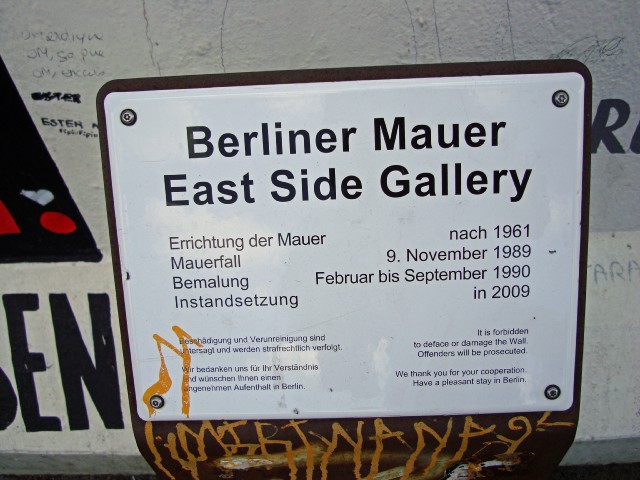 ESTER
ESTER
Berliner Mauer
East Side Gallery
Errichtung der Mauer nach 1961
Mauerfall 9. November 1989
Bemalung Februar bis September 1990
Instandsetzung in 2009
Beschädigung und Verunreinigung sind
untersagt und werden strafrechtlich verfolgt.
Wir bedanken uns für Ihr Verständnis
und wünschen Ihnen einen
angenehmen Aufenthalt in Berlin.
It is forbidden
to deface or damage the Wall.
Offenders will be prosecuted.
We thank you for your cooperation.
Have a pleasant stay in Berlin.
SEN